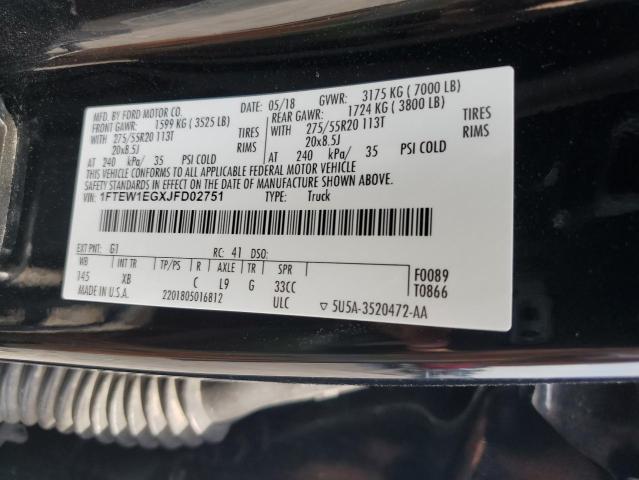 MFD. BY FORD MOTOR CO. 05/18 GVWR: 3175 KG ( 7000 LB)
FRONT GAWR: 1599 KG ( 3525 LB) REAR GAWR: 1724 KG ( 3800 LB)
WITH 275/55R20 113T TIRES WITH 275/55R20 113T TIRES
20x8.5J RIMS 20x8.5J RIMS
AT 240 kPa/ 35 PSI COLD AT 240 kPa/ 35 PSI COLD
THIS VEHICLE CONFORMS TO ALL APPLICABLE FEDERAL MOTOR VEHICLE
SAFETY STANDARDS IN EFFECT ON THE DATE OF MANUFACTURE SHOWN ABOVE.
VIN: 1FTEW1EGXJFD02751 TYPE: Truck
EXT PNT: G1 RC: 41 DSO:
WB INT TR TP/PS R AXLE TR SPR F0089
145 XB C L9 G 33CC T0866
MADE IN U.S.A. 2201805016812 ULC ▽ 5U5A-3520472-AA